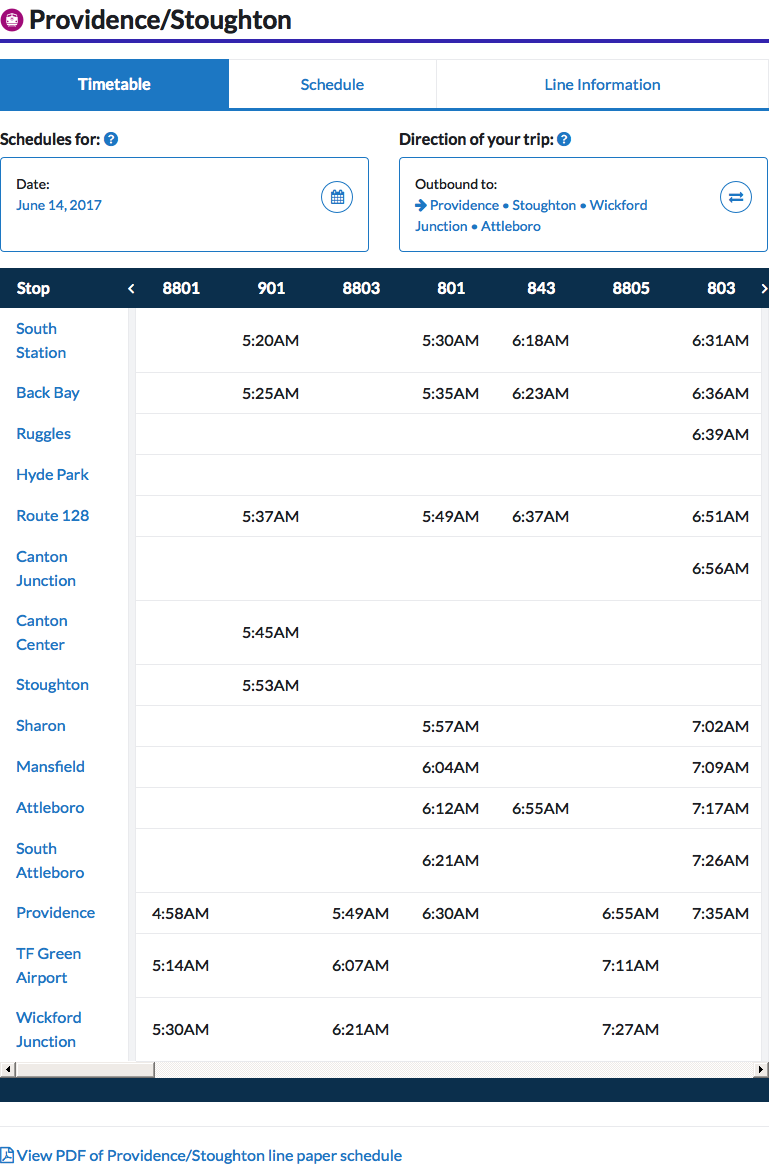 Providence/Stoughton
Timetable Schedule Line Information
Schedules for: ? Direction of your trip: ?
Date:
June 14, 2017
Outbound to:
→ Providence • Stoughton • Wickford
Junction • Attleboro
Stop < 8801 901 8803 801 843 8805 803 >
South
Station 5:20AM 5:30AM 6:18AM 6:31AM
Back Bay 5:25AM 5:35AM 6:23AM 6:36AM
Ruggles 6:39AM
Hyde Park
Route 128 5:37AM 5:49AM 6:37AM 6:51AM
Canton
Junction 6:56AM
Canton
Center 5:45AM
Stoughton 5:53AM
Sharon 5:57AM 7:02AM
Mansfield 6:04AM 7:09AM
Attleboro 6:12AM 6:55AM 7:17AM
South
Attleboro 6:21AM 7:26AM
Providence 4:58AM 5:49AM 6:30AM 6:55AM 7:35AM
TF Green
Airport 5:14AM 6:07AM 7:11AM
Wickford
Junction 5:30AM 6:21AM 7:27AM
View PDF of Providence/Stoughton line paper schedule